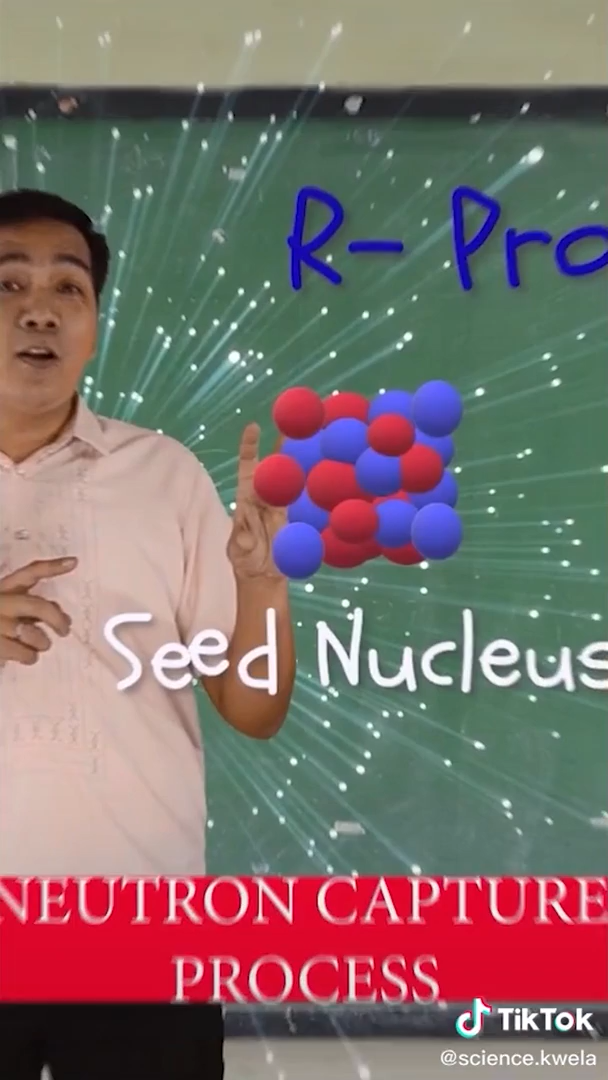 R- Pro
Seed Nucleus
NEUTRON CAPTURE
PROCESS
TikTok
@science.kwela